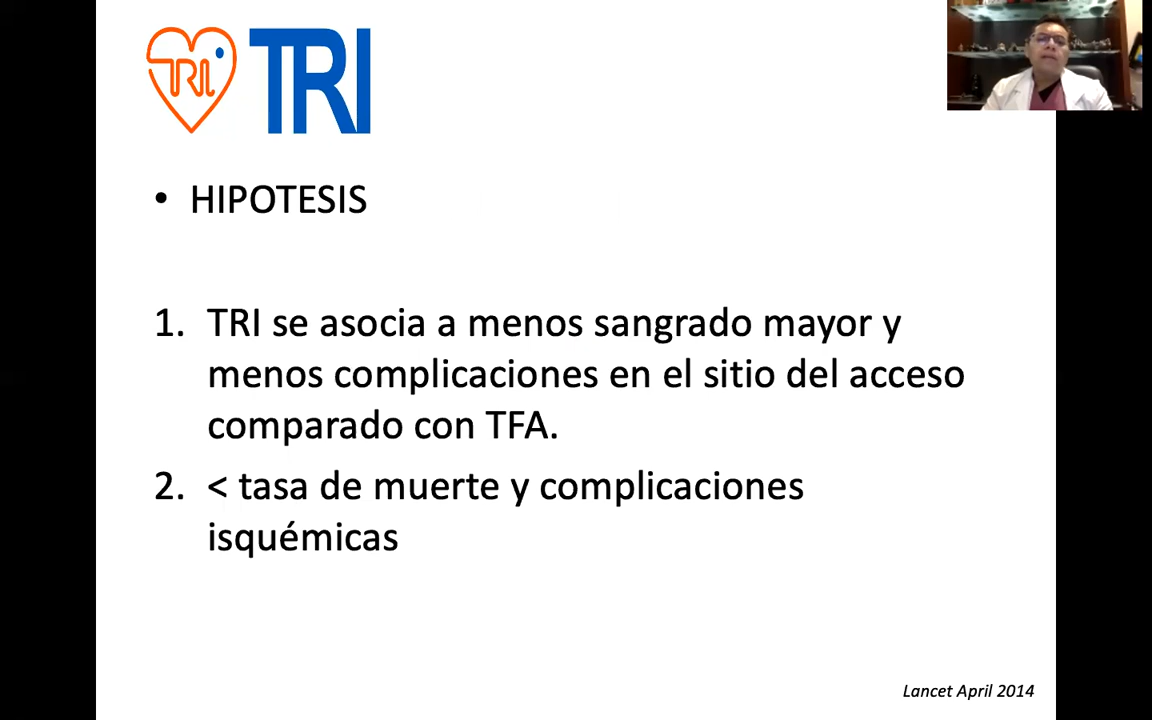 TRI TRI
• HIPOTESIS
1. TRI se asocia a menos sangrado mayor y
menos complicaciones en el sitio del acceso
comparado con TFA.
2. < tasa de muerte y complicaciones
isquémicas
Lancet April 2014